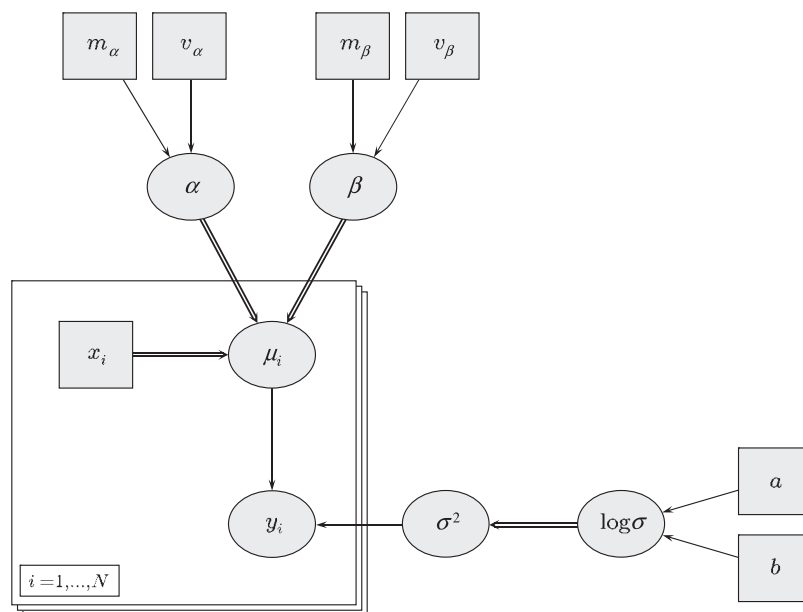 m_α v_α m_β v_β
α β
x_i μ_i
a
y_i σ² logσ
b
i=1,...,N